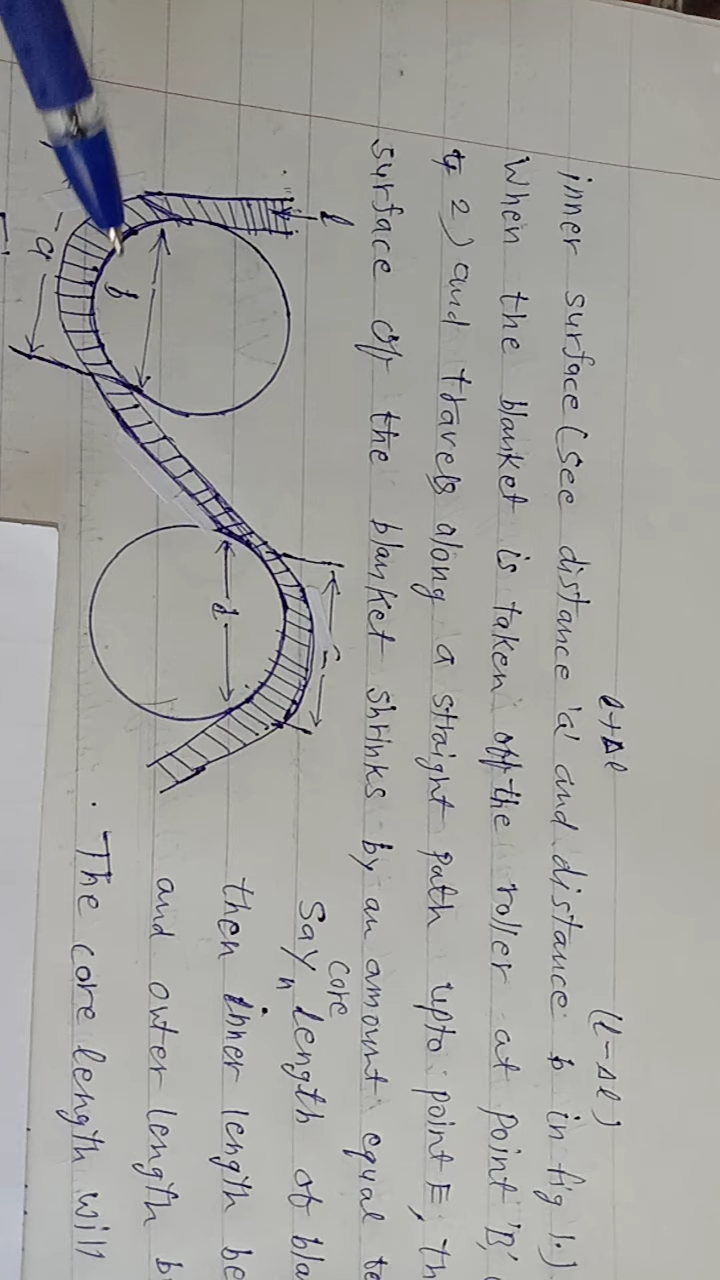 l+Δl
(l-Δl)
inner surface (see distance 'a' and distance b in fig 1.)
When the blanket is taken off the roller at point 'B',
& 2) and travels along a straight path upto point E, th
surface of the blanket shrinks by an amount equal to
core
Say length of bla
then inner length be
and outer length b
The core length will
l
a
b
c
d